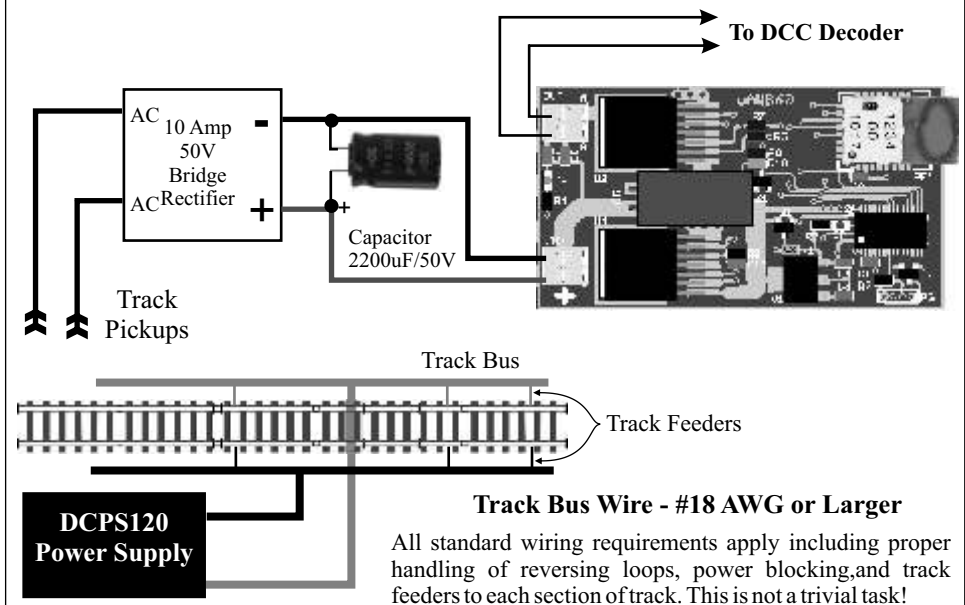 To DCC Decoder
AC
10 Amp
50V
Bridge
Rectifier
AC
-
+
+
Capacitor
2200uF/50V
+
Track
Pickups
Track Bus
Track Feeders
DCPS120
Power Supply
Track Bus Wire - #18 AWG or Larger
All standard wiring requirements apply including proper
handling of reversing loops, power blocking,and track
feeders to each section of track. This is not a trivial task!